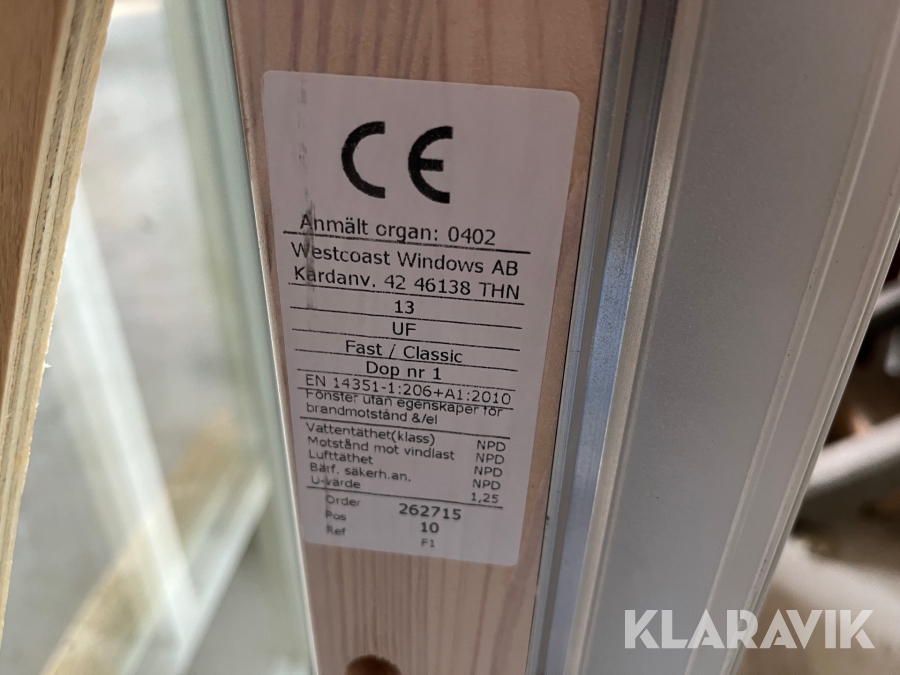 CE
Anmält organ: 0402
Westcoast Windows AB
Kardanv. 42 46138 THN
13
UF
Fast / Classic
Dop nr 1
EN 14351-1:206+A1:2010
Fönster utan egenskaper för
brandmotstånd &/el
Vattentäthet(klass) NPD
Motstånd mot vindlast NPD
Lufttäthet NPD
Bärf. säkerh.an. NPD
U-värde 1,25
Order 262715
Pos 10
Ref F1
KLARAVIK